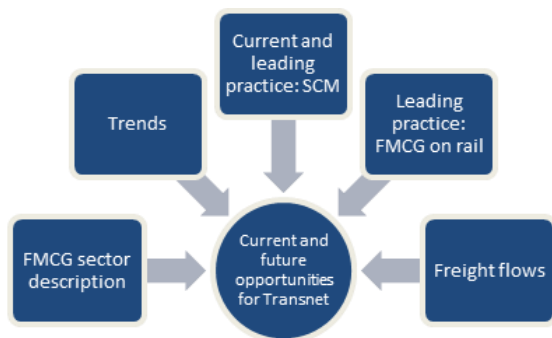 Current and
leading
practice: SCM
Trends
Leading
practice:
FMCG on rail
FMCG sector
description
Current and
future
opportunities
for Transnet
Freight flows